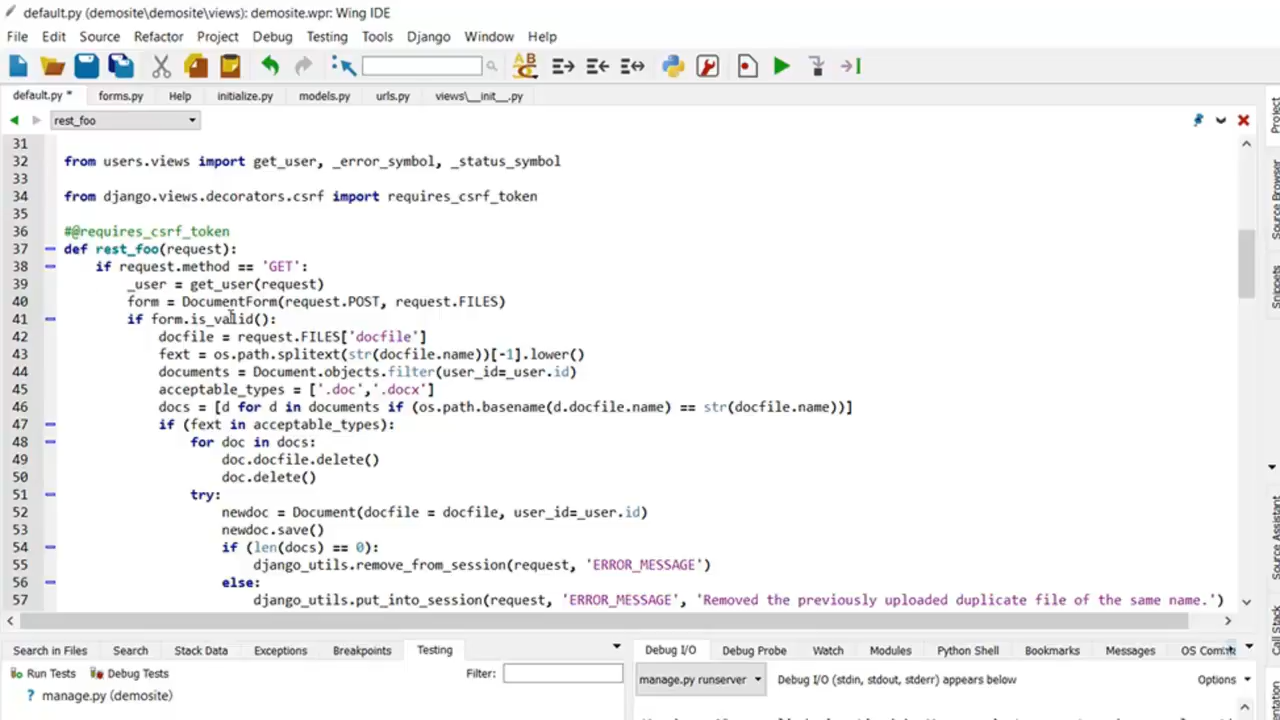 default.py (demosite\demosite\views): demosite.wpr: Wing IDE
File Edit Source Refactor Project Debug Testing Tools Django Window Help
default.py * forms.py Help initialize.py models.py urls.py views\__init__.py
rest_foo
31
32 from users.views import get_user, _error_symbol, _status_symbol
33
34 from django.views.decorators.csrf import requires_csrf_token
35
36 #@requires_csrf_token
37 def rest_foo(request):
38 if request.method == 'GET':
39 _user = get_user(request)
40 form = DocumentForm(request.POST, request.FILES)
41 if form.is_valid():
42 docfile = request.FILES['docfile']
43 fext = os.path.splitext(str(docfile.name))[-1].lower()
44 documents = Document.objects.filter(user_id=_user.id)
45 acceptable_types = ['.doc','.docx']
46 docs = [d for d in documents if (os.path.basename(d.docfile.name) == str(docfile.name))]
47 if (fext in acceptable_types):
48 for doc in docs:
49 doc.docfile.delete()
50 doc.delete()
51 try:
52 newdoc = Document(docfile = docfile, user_id=_user.id)
53 newdoc.save()
54 if (len(docs) == 0):
55 django_utils.remove_from_session(request, 'ERROR_MESSAGE')
56 else:
57 django_utils.put_into_session(request, 'ERROR_MESSAGE', 'Removed the previously uploaded duplicate file of the same name.')
Project
Source Browser
Snippets
Source Assistant
Call Stack
Search in Files Search Stack Data Exceptions Breakpoints Testing
Run Tests Debug Tests Filter:
? manage.py (demosite)
Debug I/O Debug Probe Watch Modules Python Shell Bookmarks Messages OS Com
manage.py runserver Debug I/O (stdin, stdout, stderr) appears below Options